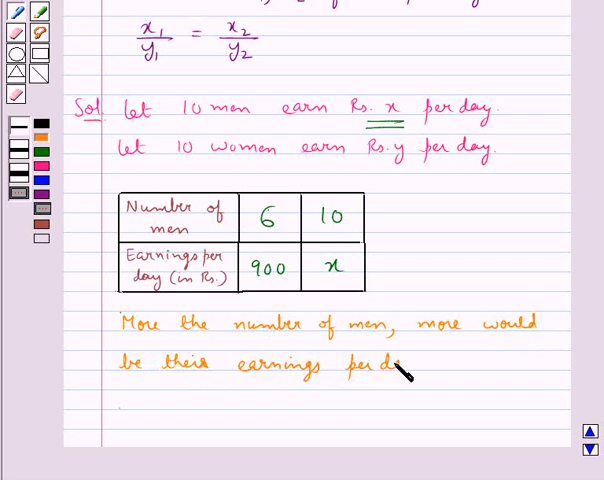 x₁/y₁ = x₂/y₂
Sol. Let 10 men earn Rs. x per day.
Let 10 women earn Rs. y per day.
Number of men 6 10
Earnings per day (in Rs.) 900 x
More the number of men, more would
be their earnings per d